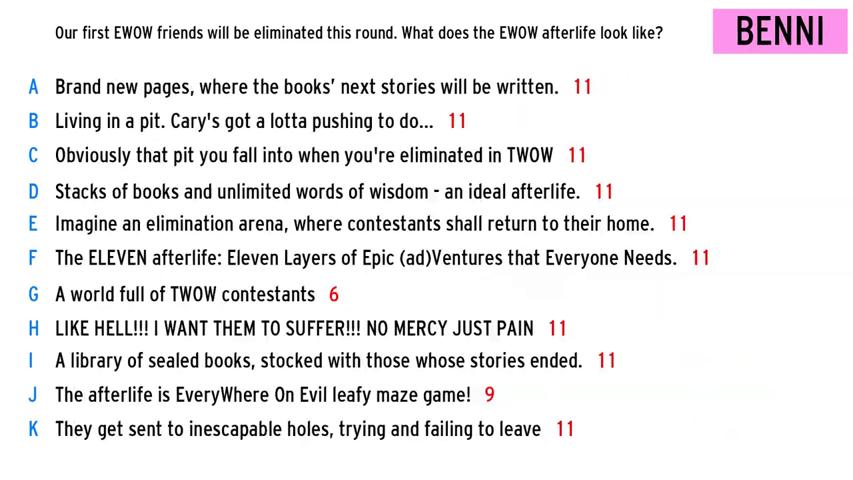 Our first EWOW friends will be eliminated this round. What does the EWOW afterlife look like?
BENNI
A Brand new pages, where the books’ next stories will be written. 11
B Living in a pit. Cary's got a lotta pushing to do... 11
C Obviously that pit you fall into when you're eliminated in TWOW 11
D Stacks of books and unlimited words of wisdom - an ideal afterlife. 11
E Imagine an elimination arena, where contestants shall return to their home. 11
F The ELEVEN afterlife: Eleven Layers of Epic (ad)Ventures that Everyone Needs. 11
G A world full of TWOW contestants 6
H LIKE HELL!!! I WANT THEM TO SUFFER!!! NO MERCY JUST PAIN 11
I A library of sealed books, stocked with those whose stories ended. 11
J The afterlife is EveryWhere On Evil leafy maze game! 9
K They get sent to inescapable holes, trying and failing to leave 11